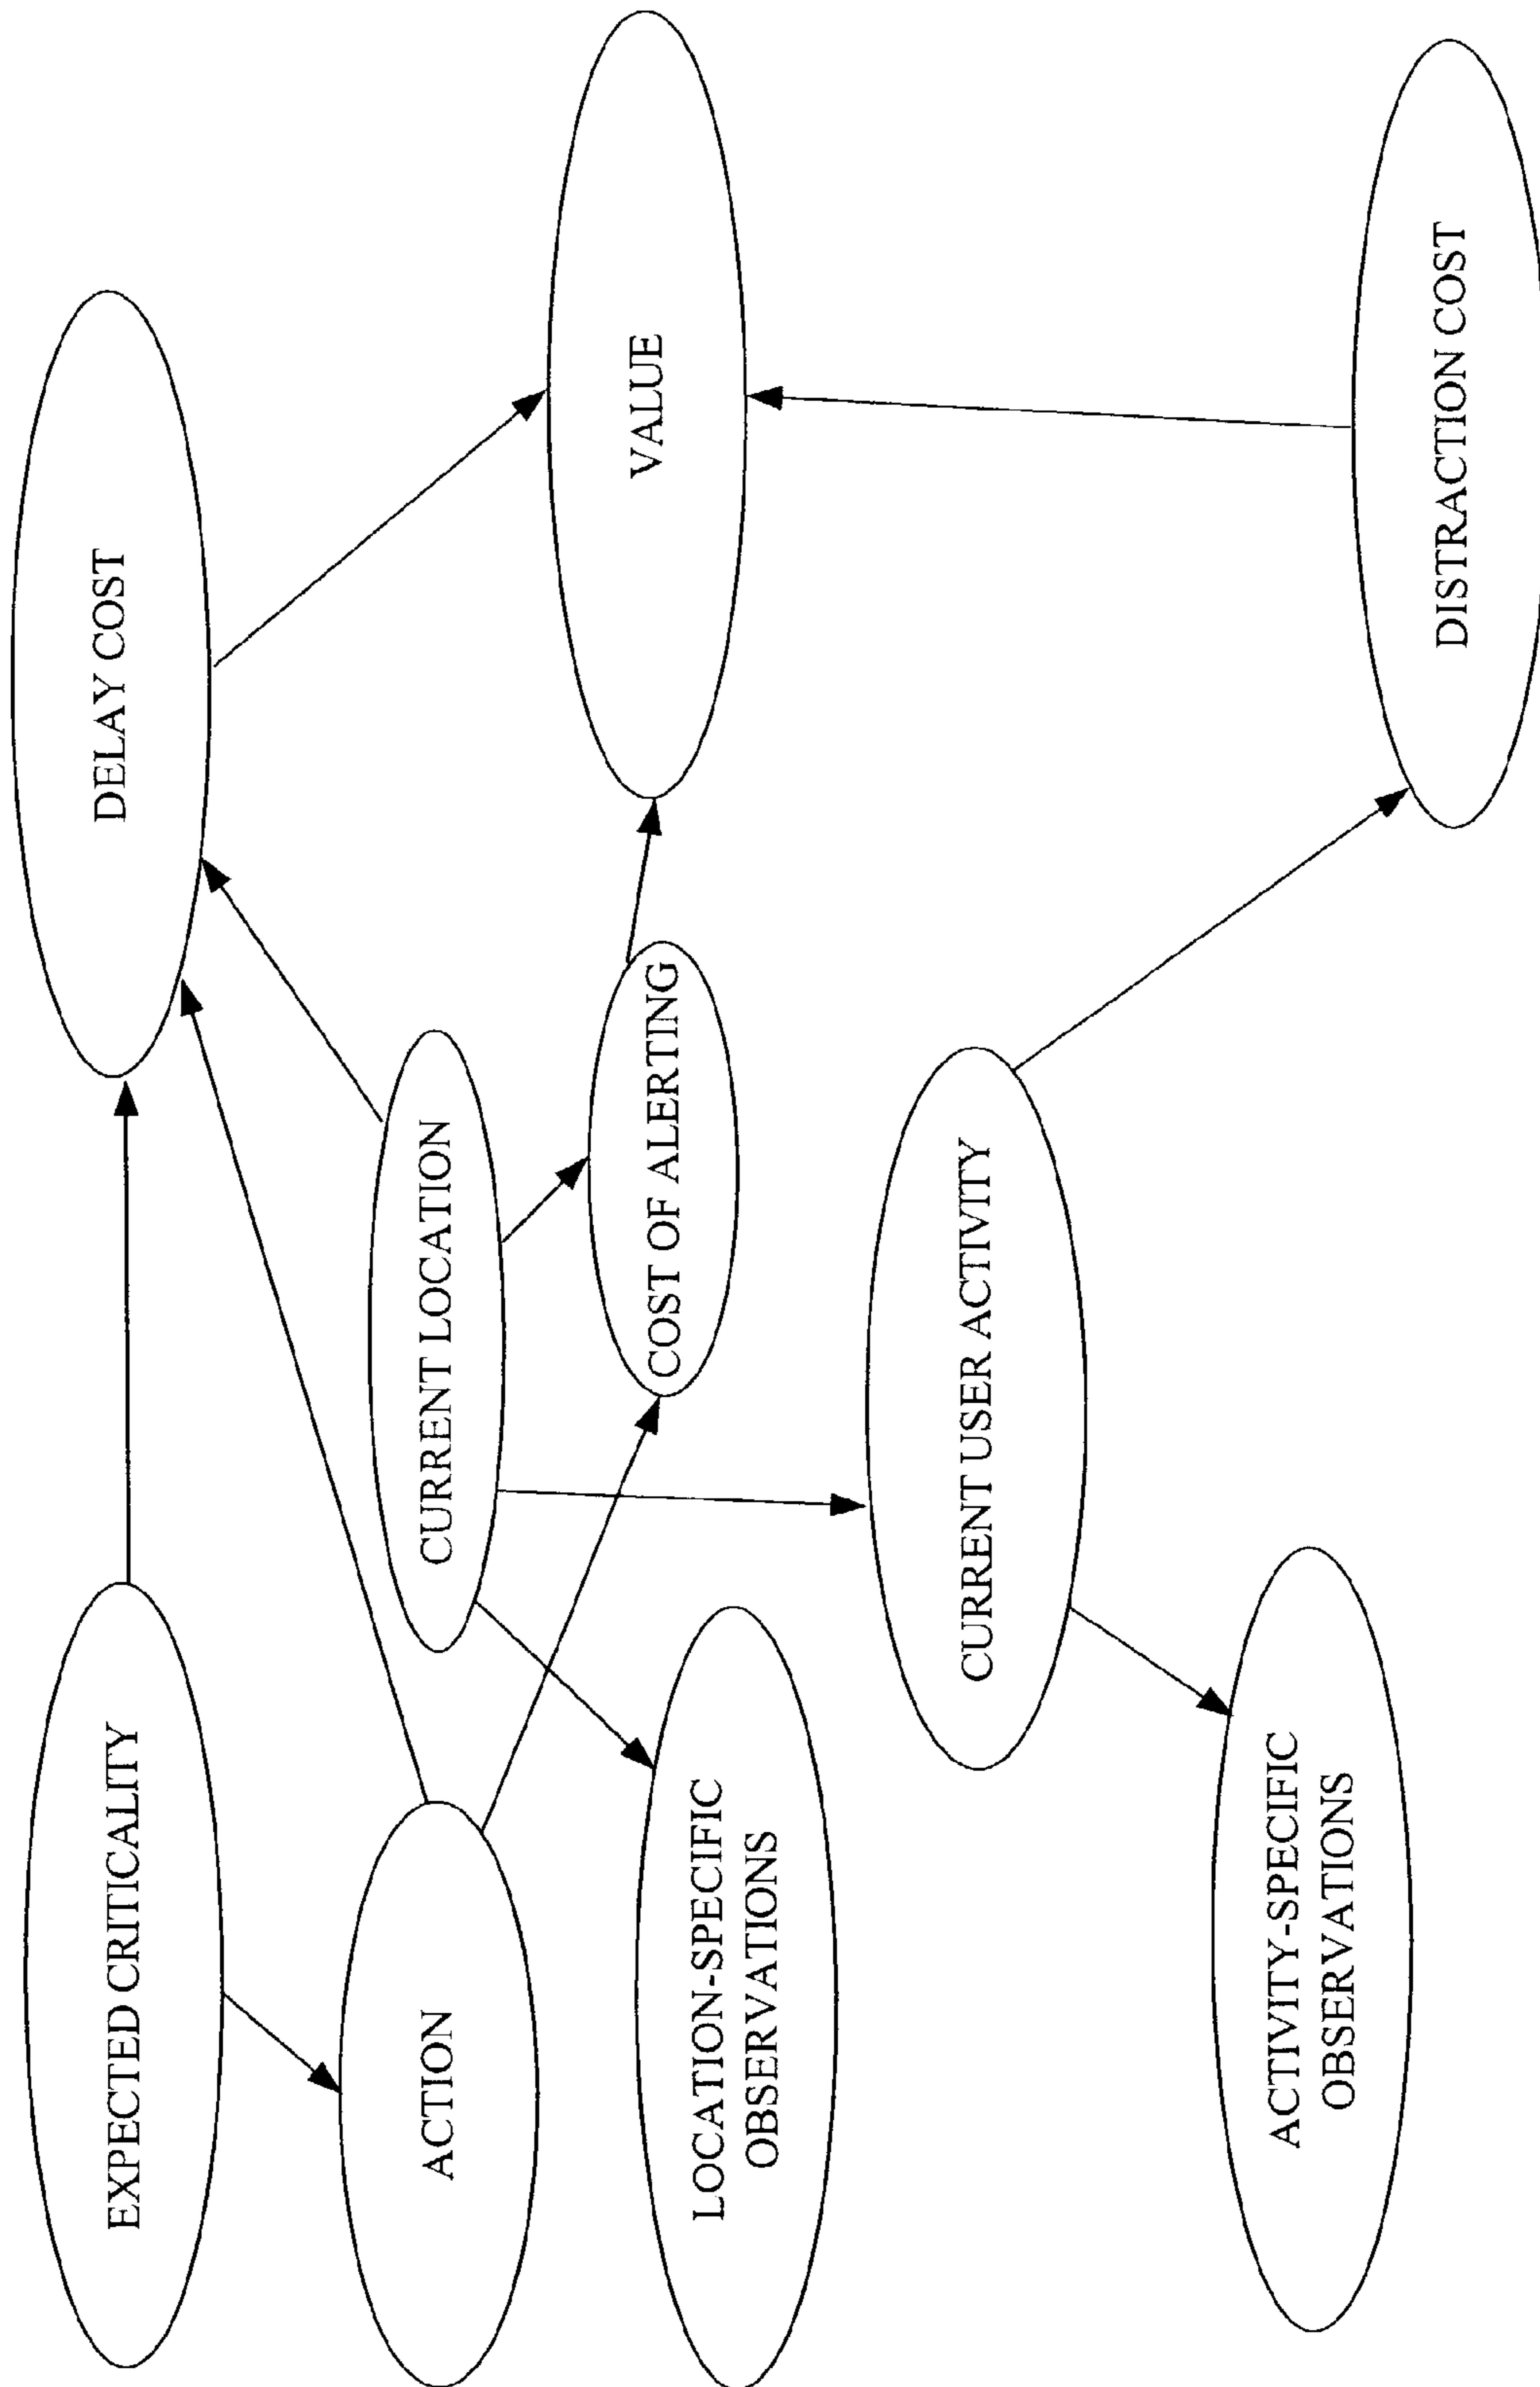 EXPECTED CRITICALITY
DELAY COST
ACTION
CURRENT LOCATION
VALUE
COST OF ALERTING
LOCATION-SPECIFIC
OBSERVATIONS
CURRENT USER ACTIVITY
ACTIVITY-SPECIFIC
OBSERVATIONS
DISTRACTION COST